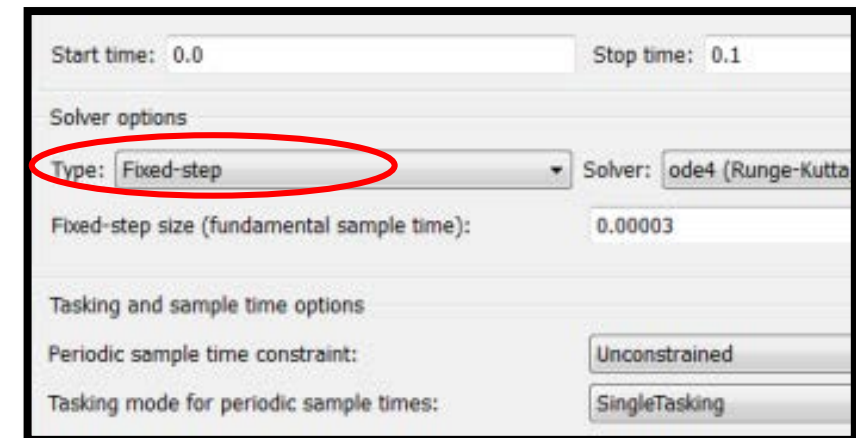 Start time: 0.0 Stop time: 0.1
Solver options
Type: Fixed-step Solver: ode4 (Runge-Kutta
Fixed-step size (fundamental sample time): 0.00003
Tasking and sample time options
Periodic sample time constraint: Unconstrained
Tasking mode for periodic sample times: SingleTasking